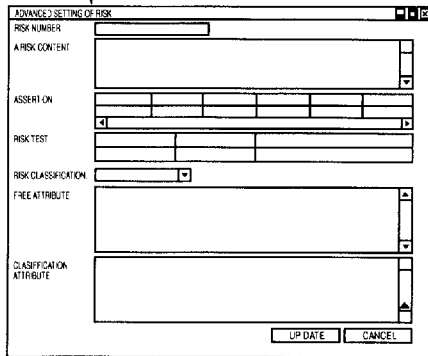 ADVANCED SETTING OF RISK
RISK NUMBER
A RISK CONTENT
ASSERTION
RISK TEST
RISK CLASSIFICATION
FREE ATTRIBUTE
CLASIFFICATION
ATTRIBUTE
UP DATE CANCEL